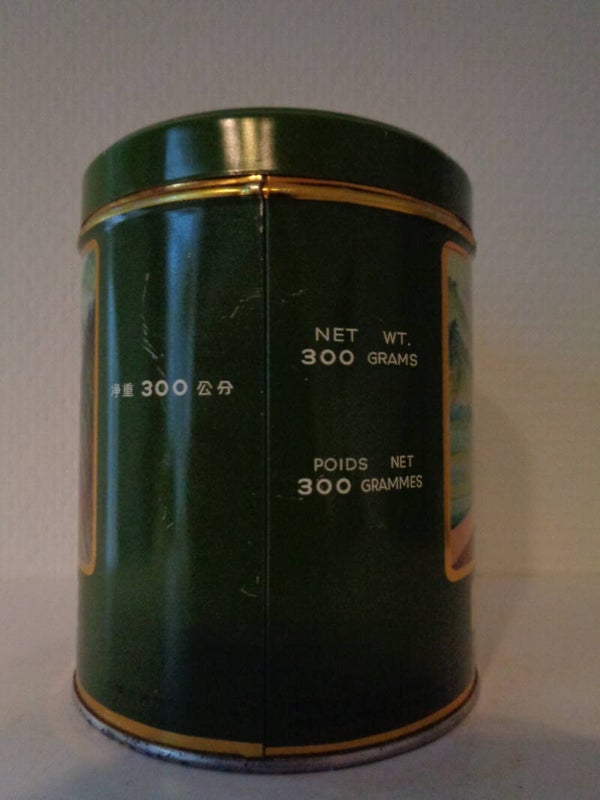 淨重 300 公分
NET WT.
300 GRAMS
POIDS NET
300 GRAMMES